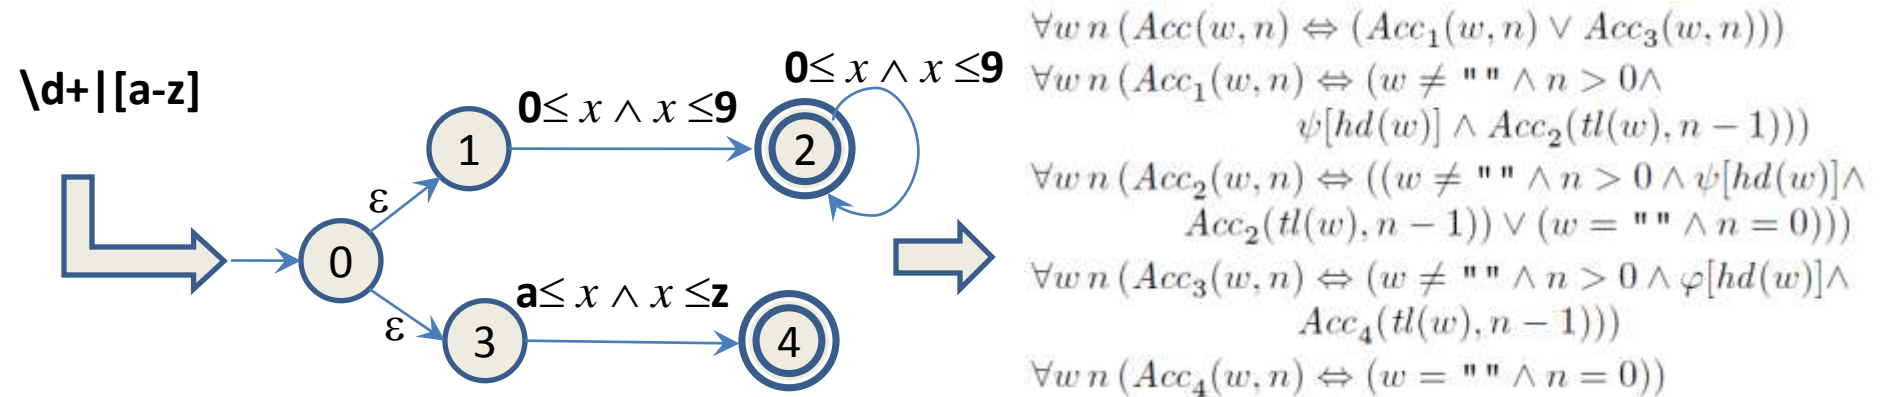 \d+|[a-z]
0≤ x ∧ x ≤9
0≤ x ∧ x ≤9
1
2
ε
0
ε
a≤ x ∧ x ≤z
3
4
∀w n (Acc(w, n) ⇔ (Acc₁(w, n) ∨ Acc₃(w, n)))
∀w n (Acc₁(w, n) ⇔ (w ≠ "" ∧ n > 0∧
ψ[hd(w)] ∧ Acc₂(tl(w), n − 1)))
∀w n (Acc₂(w, n) ⇔ ((w ≠ "" ∧ n > 0 ∧ ψ[hd(w)]∧
Acc₂(tl(w), n − 1)) ∨ (w = "" ∧ n = 0)))
∀w n (Acc₃(w, n) ⇔ (w ≠ "" ∧ n > 0 ∧ φ[hd(w)]∧
Acc₄(tl(w), n − 1)))
∀w n (Acc₄(w, n) ⇔ (w = "" ∧ n = 0))